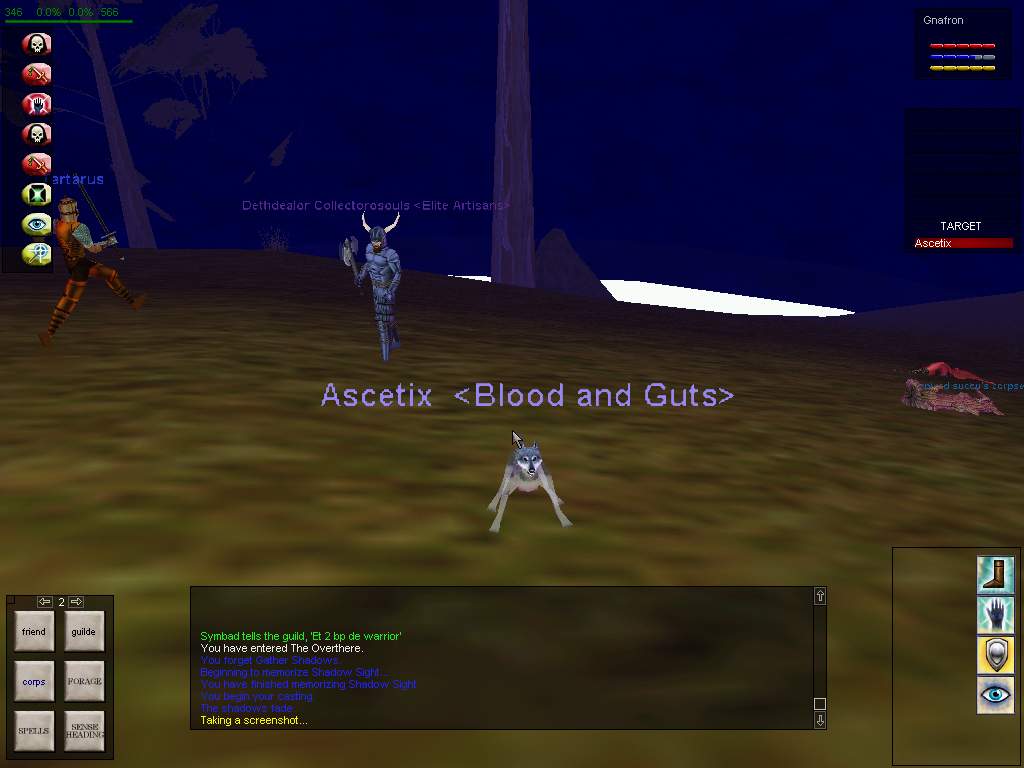 346 0.0% 0.0% 566
Gnafron
artarus
Dethdealor Collectorosouls <Elite Artisans>
TARGET
Ascetix
Ascetix <Blood and Guts>
succu's corpse
2
friend
guilde
corps
FORAGE
SPELLS
SENSE
HEADING
Symbad tells the guild, 'Et 2 bp de warrior'
You have entered The Overthere.
You forget Gather Shadows.
Beginning to memorize Shadow Sight...
You have finished memorizing Shadow Sight
You begin your casting
The shadows fade.
Taking a screenshot...